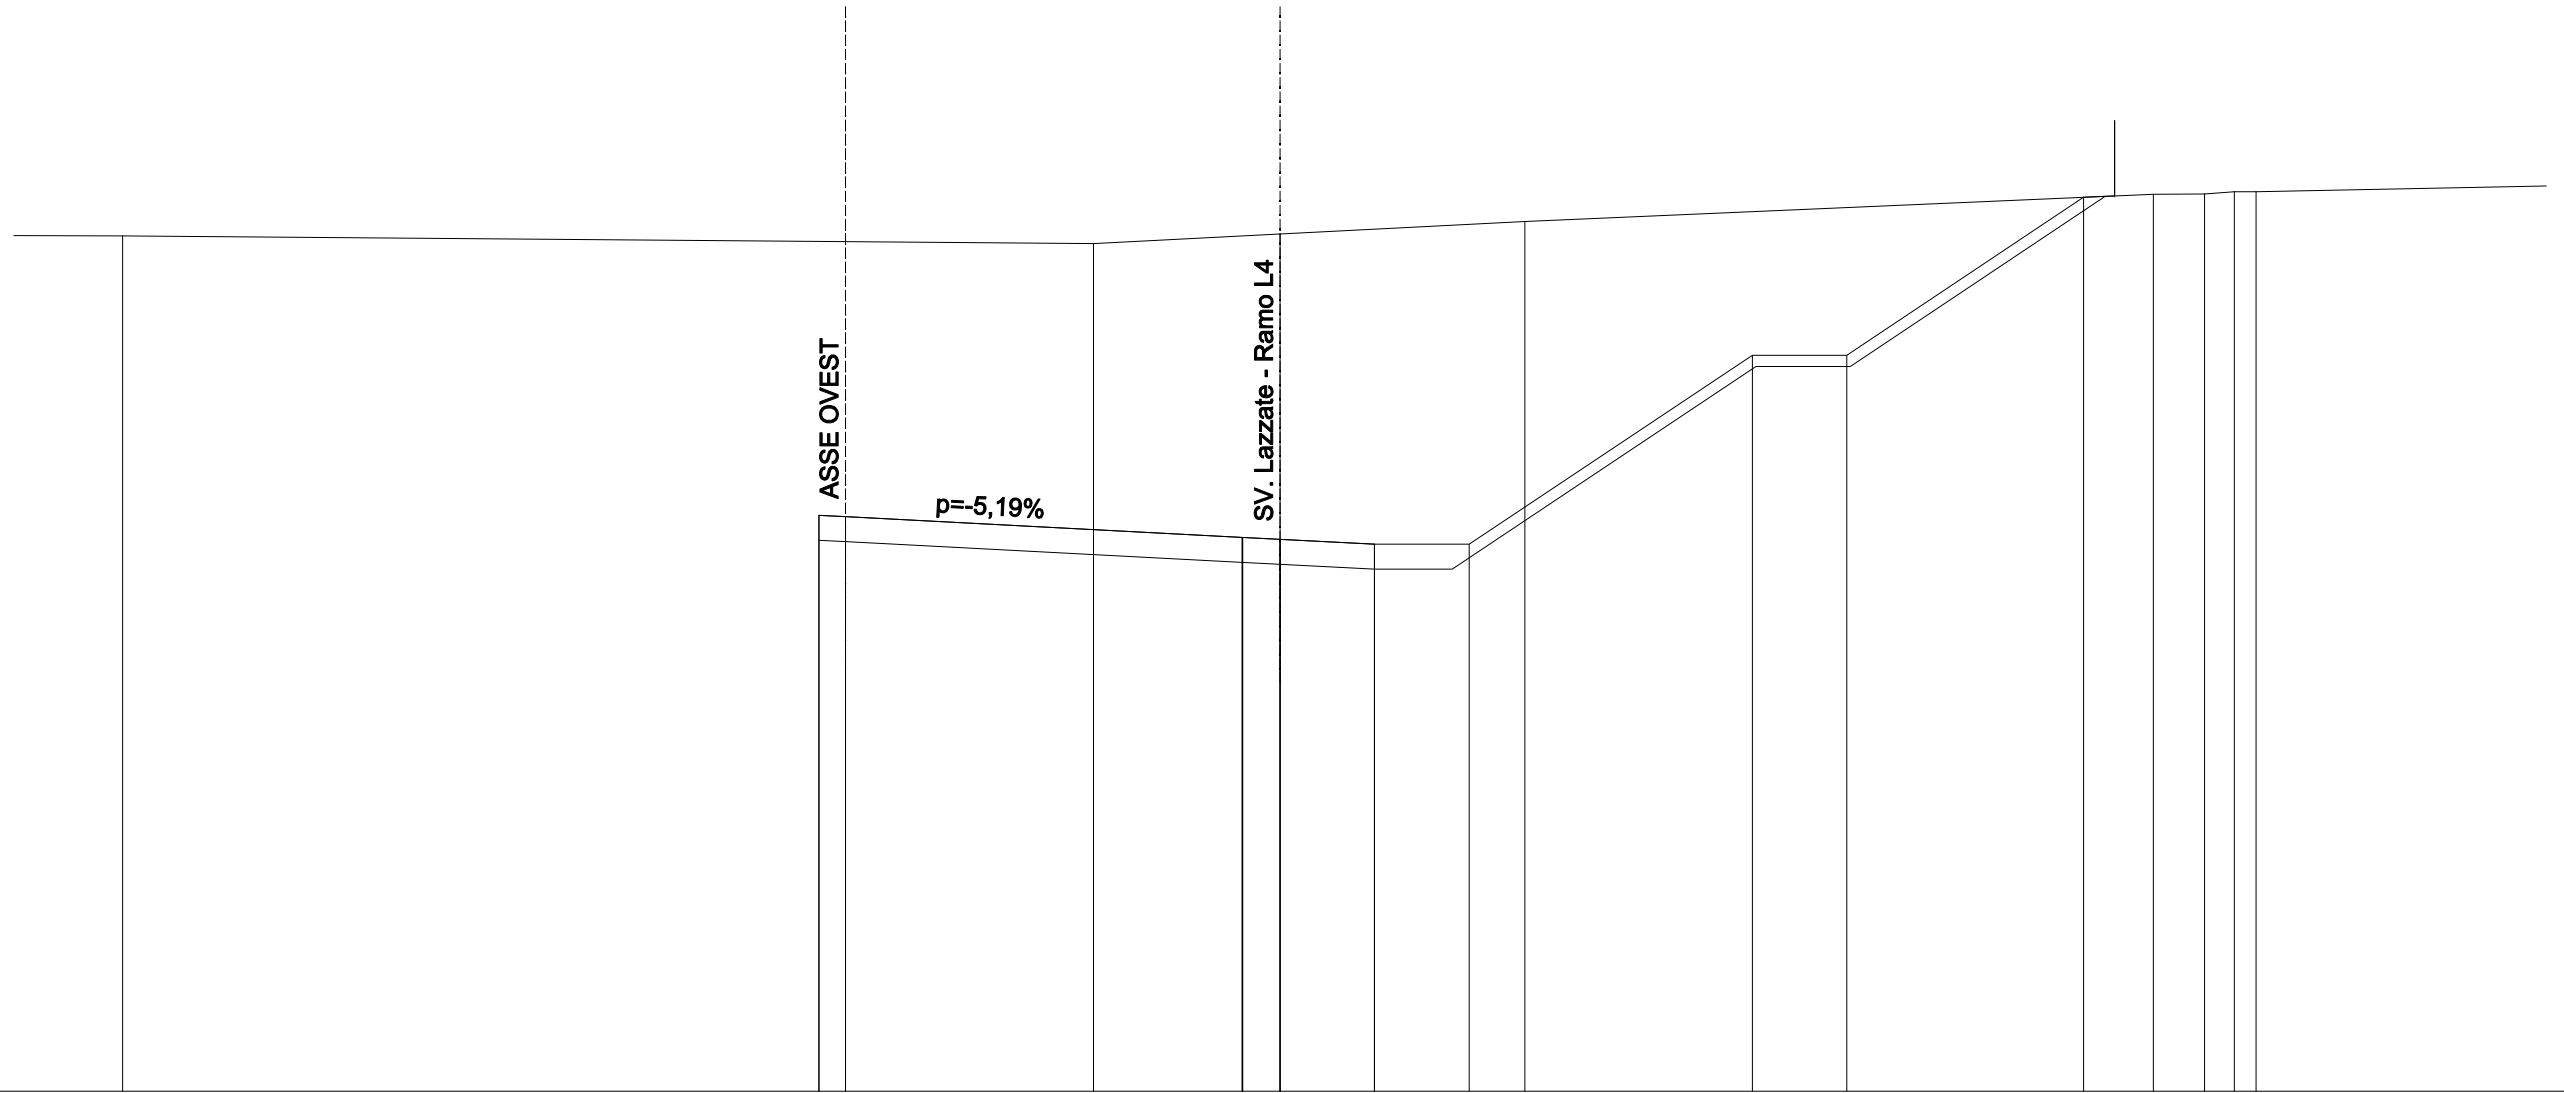 ASSE OVEST
p=-5,19%
SV. Lazzate - Ramo L4